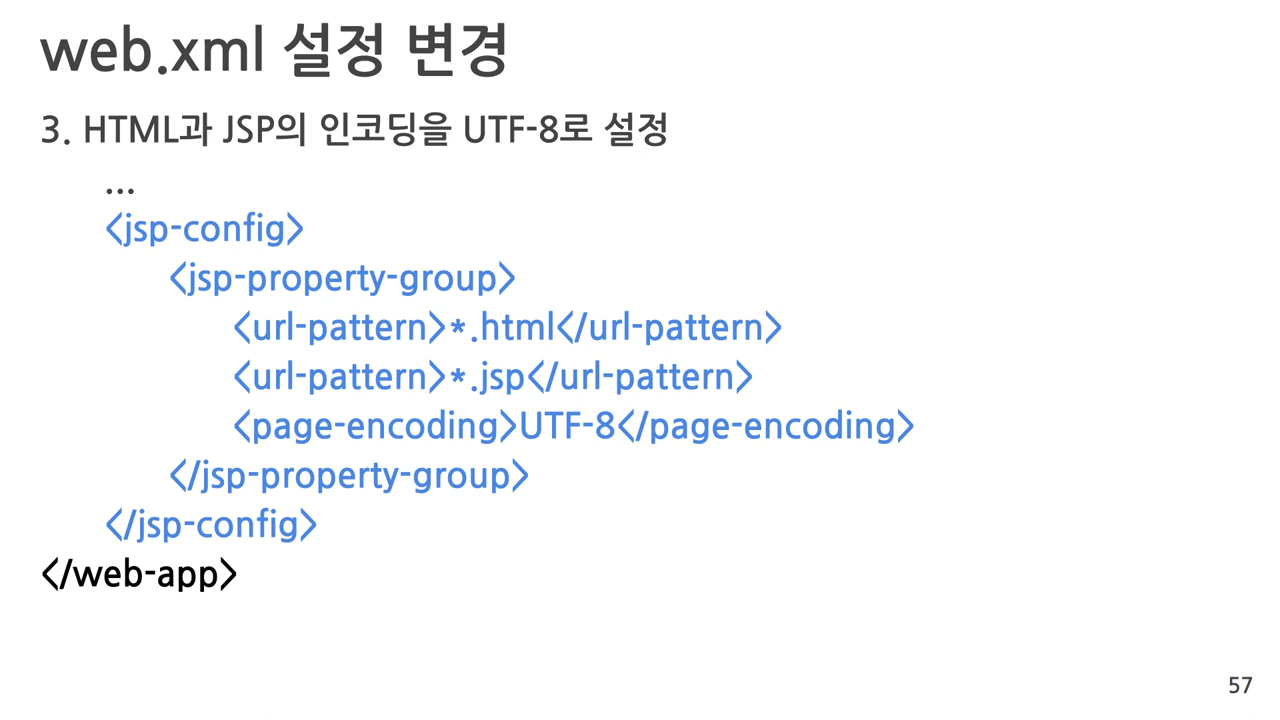 web.xml 설정 변경
3. HTML과 JSP의 인코딩을 UTF-8로 설정
...
<jsp-config>
<jsp-property-group>
<url-pattern>*.html</url-pattern>
<url-pattern>*.jsp</url-pattern>
<page-encoding>UTF-8</page-encoding>
</jsp-property-group>
</jsp-config>
</web-app>
57